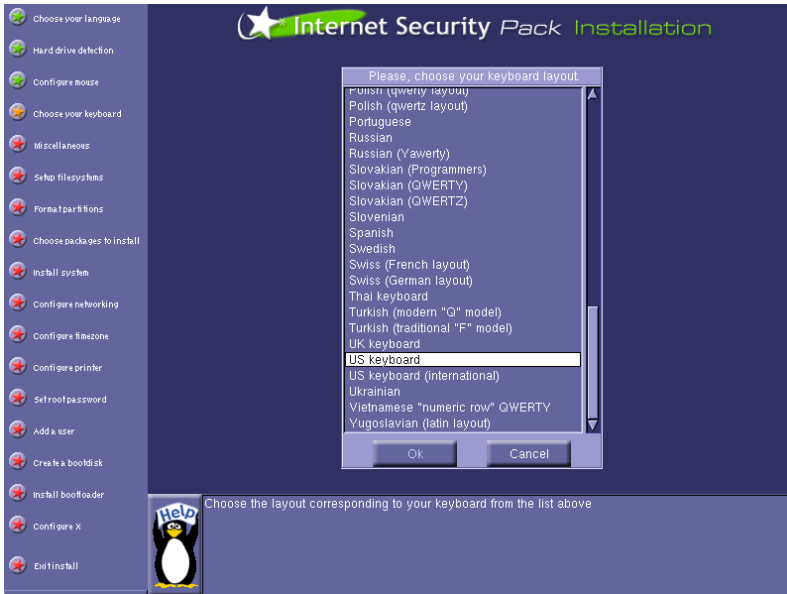 Internet Security Pack Installation
Choose your language
Hard drive detection
Configure mouse
Choose your keyboard
Miscellaneous
Setup filesystems
Format partitions
Choose packages to install
Install system
Configure networking
Configure timezone
Configure printer
Set root password
Add a user
Create a bootdisk
Install bootloader
Configure X
Exit install
Please, choose your keyboard layout.
Polish (qwerty layout)
Polish (qwertz layout)
Portuguese
Russian
Russian (Yawerty)
Slovakian (Programmers)
Slovakian (QWERTY)
Slovakian (QWERTZ)
Slovenian
Spanish
Swedish
Swiss (French layout)
Swiss (German layout)
Thai keyboard
Turkish (modern "Q" model)
Turkish (traditional "F" model)
UK keyboard
US keyboard
US keyboard (international)
Ukrainian
Vietnamese "numeric row" QWERTY
Yugoslavian (latin layout)
Ok Cancel
Help
Choose the layout corresponding to your keyboard from the list above